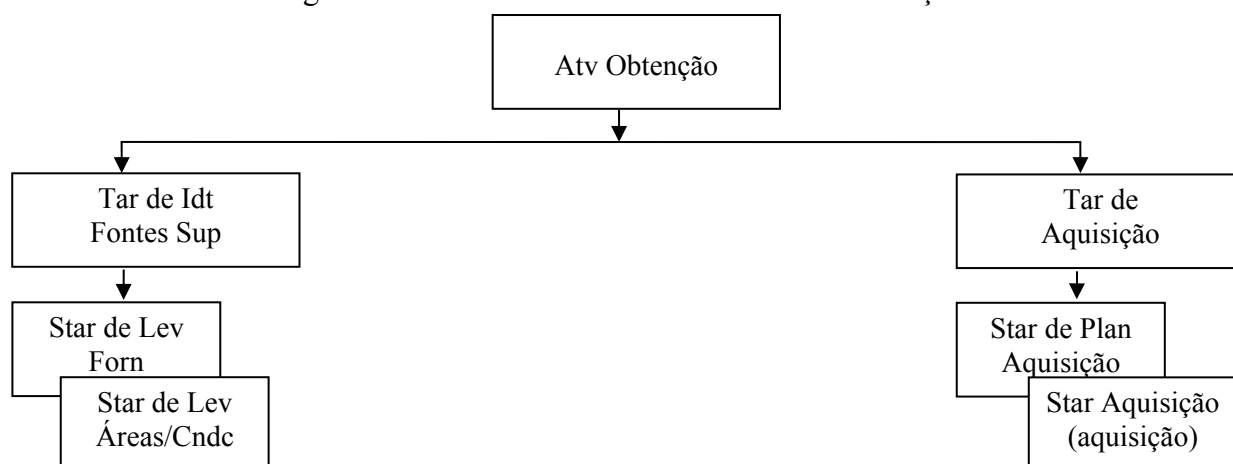 Atv Obtenção
Tar de Idt
Fontes Sup
Tar de
Aquisição
Star de Lev
Forn
Star de Plan
Aquisição
Star de Lev
Áreas/Cndc
Star Aquisição
(aquisição)